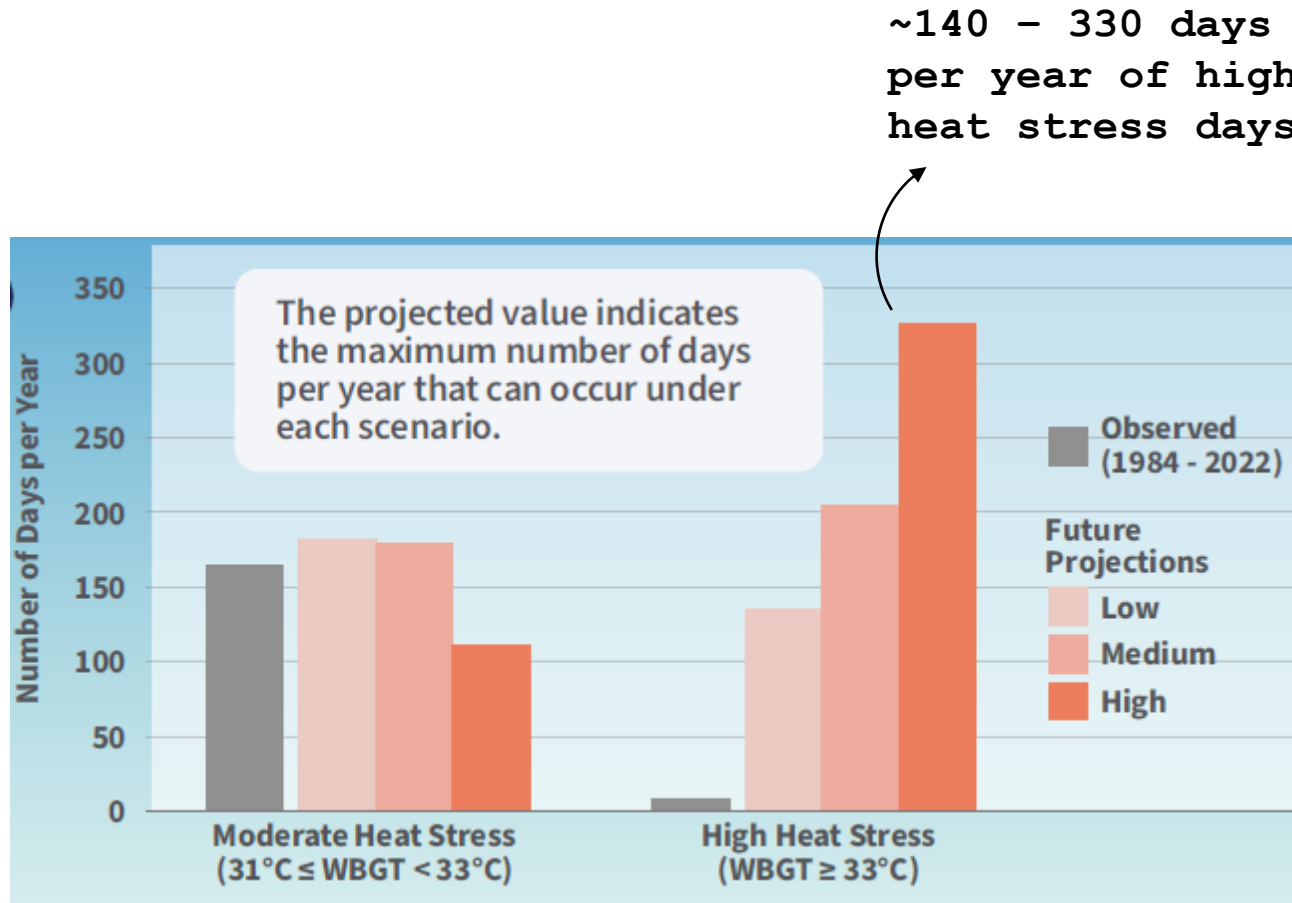 ~140 – 330 days
per year of high
heat stress days
350
300
250
200
150
100
50
0
Number of Days per Year
The projected value indicates
the maximum number of days
per year that can occur under
each scenario.
Observed
(1984 - 2022)
Future
Projections
Low
Medium
High
Moderate Heat Stress
(31°C ≤ WBGT < 33°C)
High Heat Stress
(WBGT ≥ 33°C)